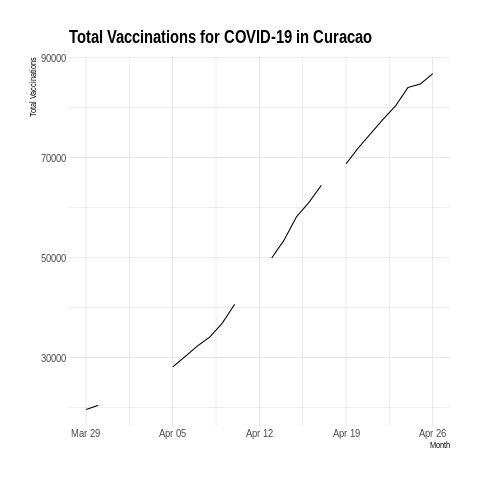 Total Vaccinations for COVID-19 in Curacao
Total Vaccinations
90000
70000
50000
30000
Mar 29
Apr 05
Apr 12
Apr 19
Apr 26
Month